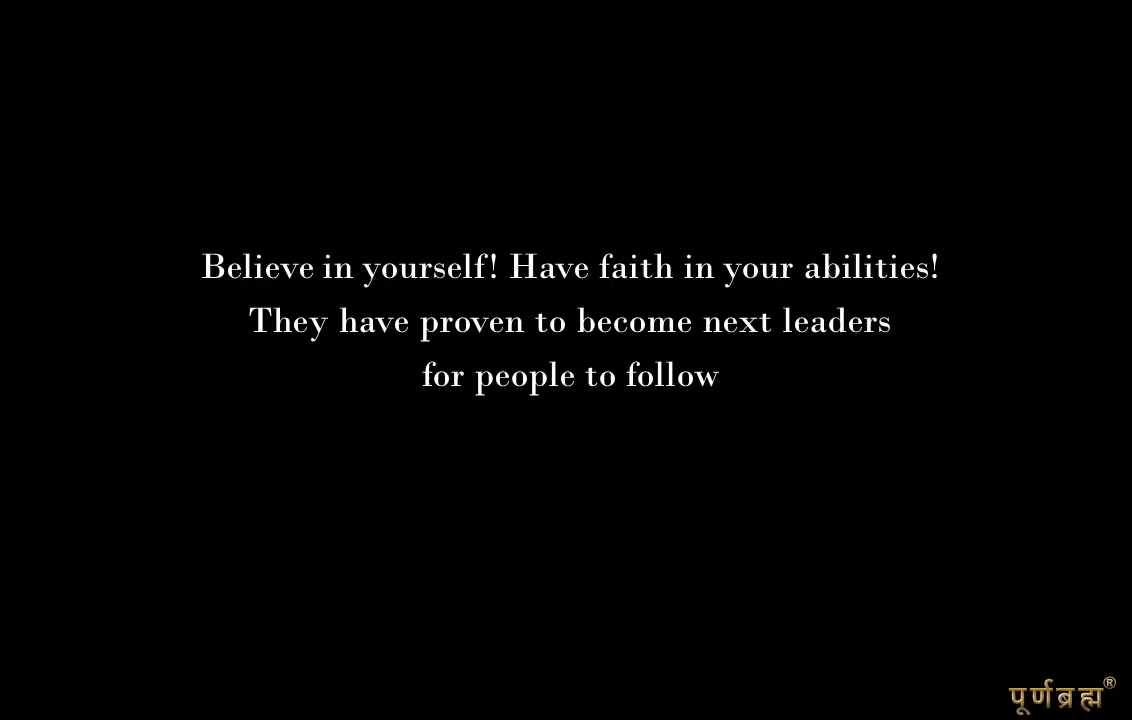 Believe in yourself! Have faith in your abilities!
They have proven to become next leaders
for people to follow
पूर्णब्रह्म®